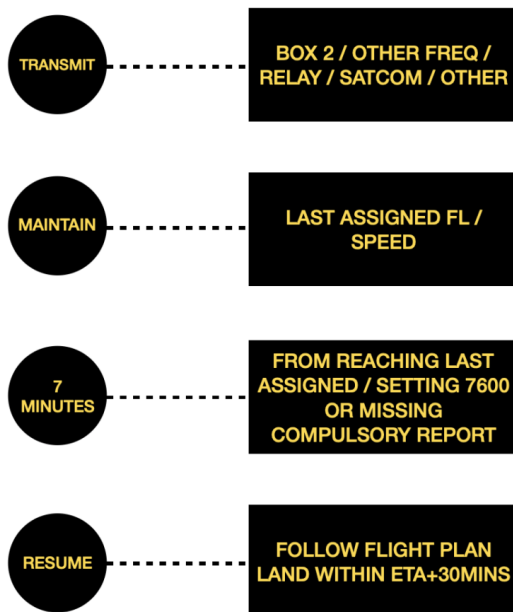 TRANSMIT
BOX 2 / OTHER FREQ /
RELAY / SATCOM / OTHER
MAINTAIN
LAST ASSIGNED FL /
SPEED
7
MINUTES
FROM REACHING LAST
ASSIGNED / SETTING 7600
OR MISSING
COMPULSORY REPORT
RESUME
FOLLOW FLIGHT PLAN
LAND WITHIN ETA+30MINS